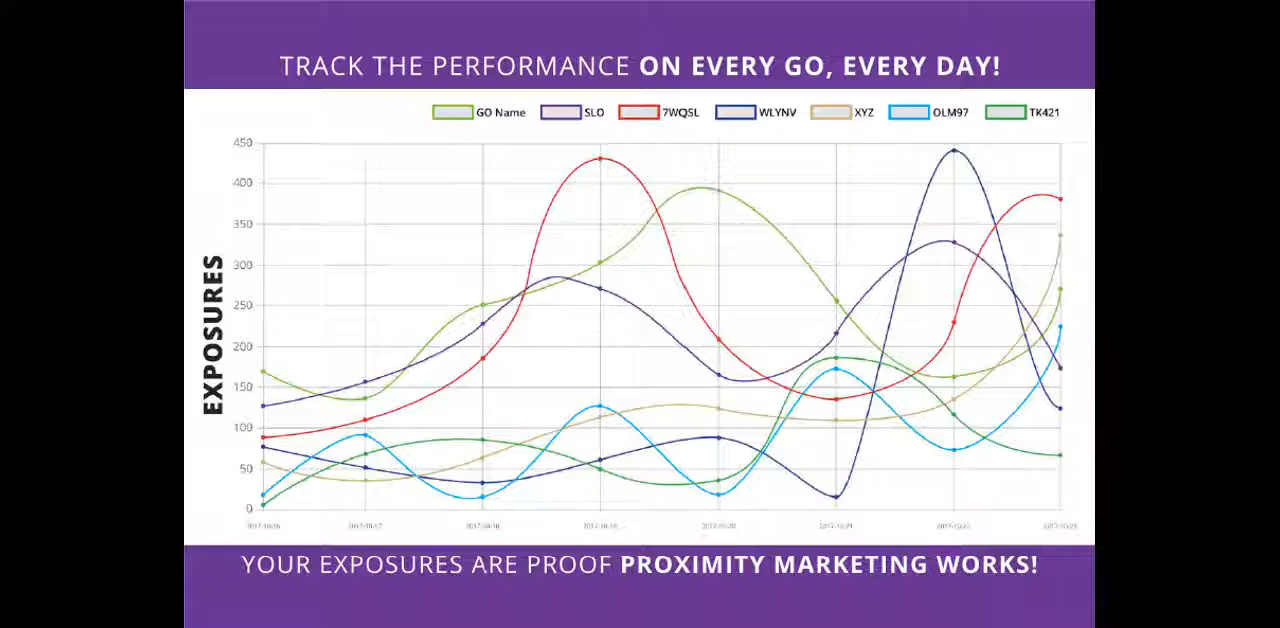 TRACK THE PERFORMANCE ON EVERY GO, EVERY DAY!
GO Name SLO 7WQSL WLYNV XYZ OLM97 TK421
EXPOSURES
450
400
350
300
250
200
150
100
50
0
YOUR EXPOSURES ARE PROOF PROXIMITY MARKETING WORKS!